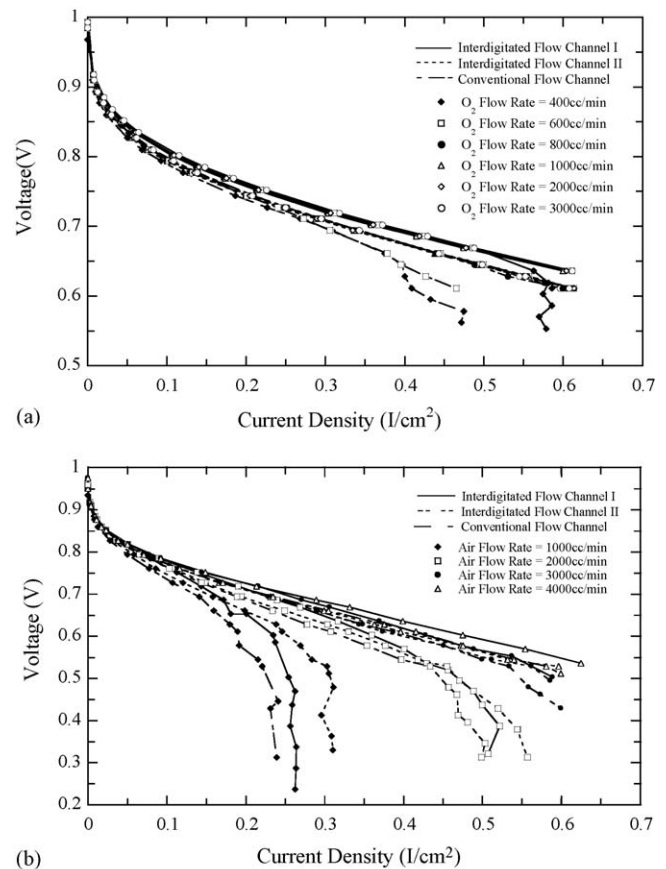 (a)
Voltage(V)
1
0.9
0.8
0.7
0.6
0.5
0
0.1
0.2
0.3
0.4
0.5
0.6
0.7
Current Density (I/cm²)
Interdigitated Flow Channel I
Interdigitated Flow Channel II
Conventional Flow Channel
O₂ Flow Rate = 400cc/min
O₂ Flow Rate = 600cc/min
O₂ Flow Rate = 800cc/min
O₂ Flow Rate = 1000cc/min
O₂ Flow Rate = 2000cc/min
O₂ Flow Rate = 3000cc/min
(b)
Voltage (V)
1
0.9
0.8
0.7
0.6
0.5
0.4
0.3
0.2
0
0.1
0.2
0.3
0.4
0.5
0.6
0.7
Current Density (I/cm²)
Interdigitated Flow Channel I
Interdigitated Flow Channel II
Conventional Flow Channel
Air Flow Rate = 1000cc/min
Air Flow Rate = 2000cc/min
Air Flow Rate = 3000cc/min
Air Flow Rate = 4000cc/min